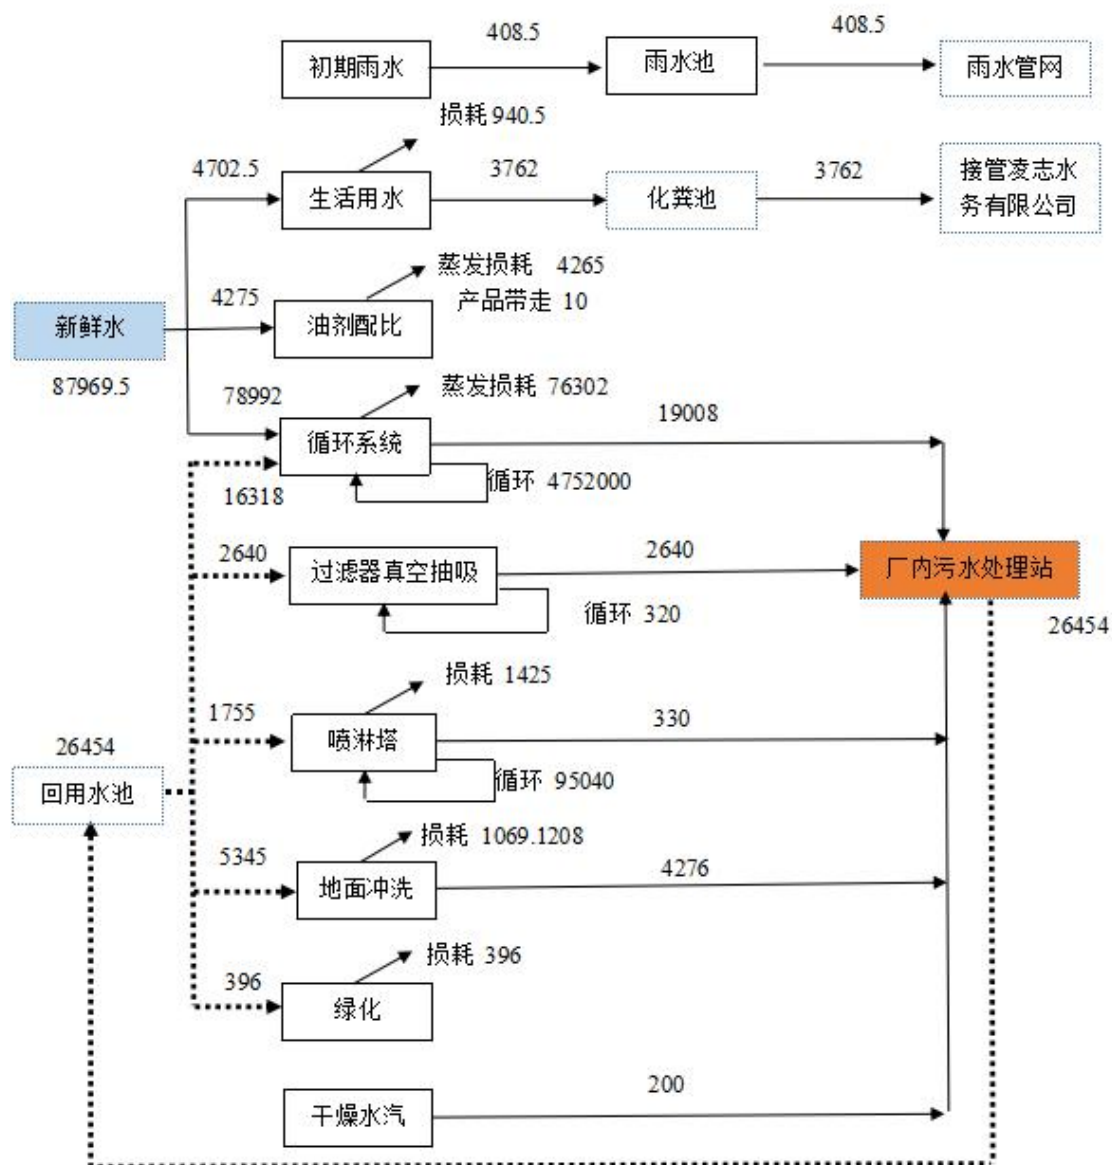 408.5
408.5
初期雨水
雨水池
雨水管网
损耗 940.5
4702.5
3762
3762
生活用水
化粪池
接管凌志水
务有限公司
蒸发损耗 4265
4275
产品带走 10
新鲜水
油剂配比
87969.5
78992
蒸发损耗 76302
19008
循环系统
循环 4752000
16318
2640
2640
过滤器真空抽吸
厂内污水处理站
循环 320
26454
损耗 1425
1755
330
喷淋塔
26454
循环 95040
回用水池
损耗 1069.1208
5345
4276
地面冲洗
损耗 396
396
绿化
200
干燥水汽